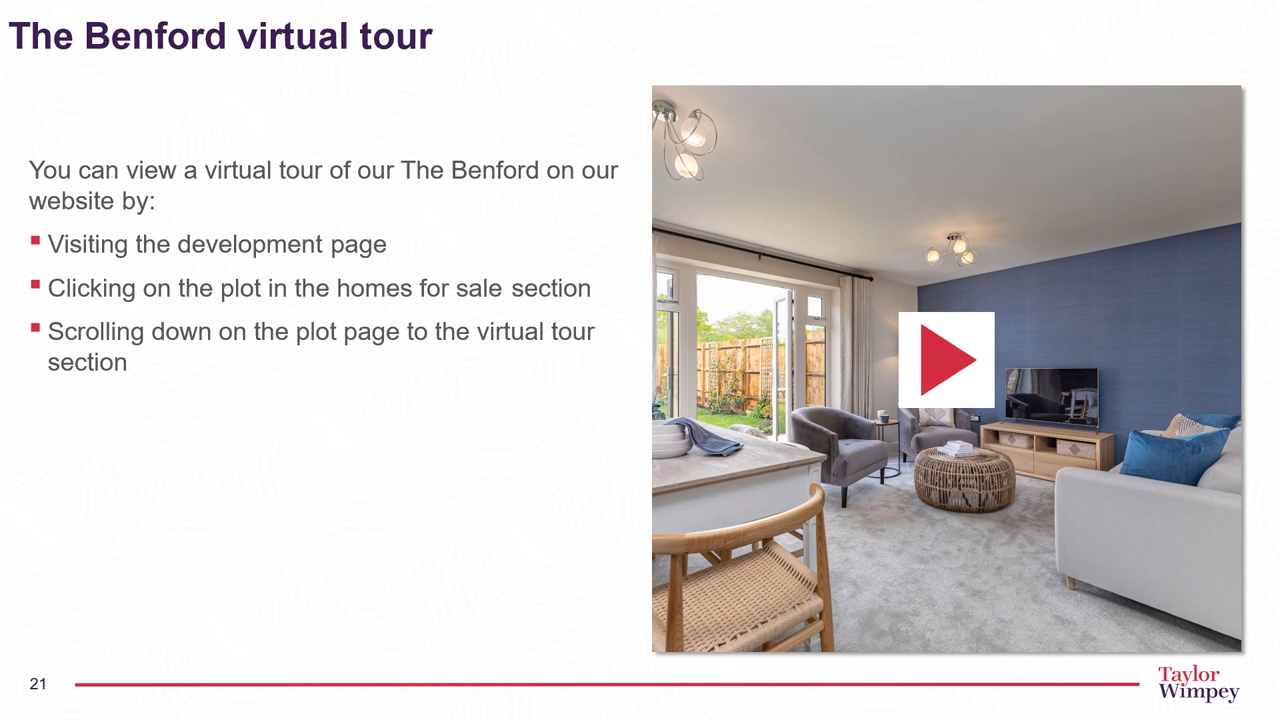 The Benford virtual tour
You can view a virtual tour of our The Benford on our
website by:
Visiting the development page
Clicking on the plot in the homes for sale section
Scrolling down on the plot page to the virtual tour
section
21
Taylor
Wimpey